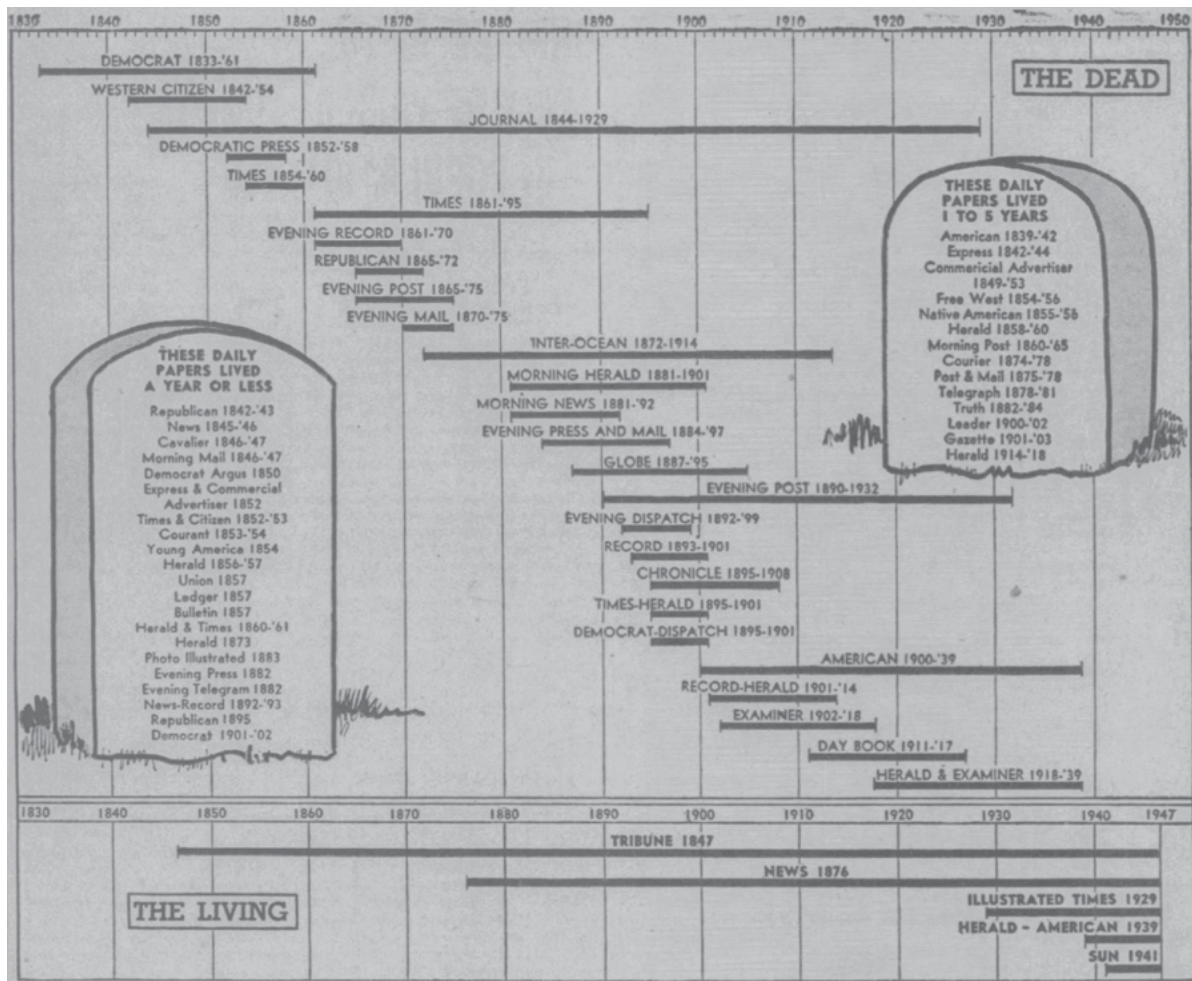 1830 1840 1850 1860 1870 1880 1890 1900 1910 1920 1930 1940 1950
THE DEAD
DEMOCRAT 1833-'61
WESTERN CITIZEN 1842-'54
JOURNAL 1844-1929
DEMOCRATIC PRESS 1852-'58
TIMES 1854-'60
TIMES 1861-'95
EVENING RECORD 1861-'70
REPUBLICAN 1865-'72
EVENING POST 1865-'75
EVENING MAIL 1870-'75
INTER-OCEAN 1872-1914
MORNING HERALD 1881-1901
MORNING NEWS 1881-'92
EVENING PRESS AND MAIL 1884-'97
GLOBE 1887-'95
EVENING POST 1890-1932
EVENING DISPATCH 1892-'99
RECORD 1893-1901
CHRONICLE 1895-1908
TIMES-HERALD 1895-1901
DEMOCRAT-DISPATCH 1895-1901
AMERICAN 1900-'39
RECORD-HERALD 1901-'14
EXAMINER 1902-'18
DAY BOOK 1911-'17
HERALD & EXAMINER 1918-'39
THESE DAILY
PAPERS LIVED
1 TO 5 YEARS
American 1839-'42
Express 1842-'44
Commericial Advertiser
1849-'53
Free West 1854-'56
Native American 1855-'56
Herald 1858-'60
Morning Post 1860-'65
Courier 1874-'78
Post & Mail 1875-'78
Telegraph 1878-'81
Truth 1882-'84
Leader 1900-'02
Gazette 1901-'03
Herald 1914-'18
THESE DAILY
PAPERS LIVED
A YEAR OR LESS
Republican 1842-'43
News 1845-'46
Cavalier 1846-'47
Morning Mail 1846-'47
Democrat Argus 1850
Express & Commercial
Advertiser 1852
Times & Citizen 1852-'53
Courant 1853-'54
Young America 1854
Herald 1856-'57
Union 1857
Ledger 1857
Bulletin 1857
Herald & Times 1860-'61
Herald 1873
Photo Illustrated 1883
Evening Press 1882
Evening Telegram 1882
News-Record 1892-'93
Republican 1895
Democrat 1901-'02
1830 1840 1850 1860 1870 1880 1890 1900 1910 1920 1930 1940 1947
TRIBUNE 1847
NEWS 1876
THE LIVING
ILLUSTRATED TIMES 1929
HERALD - AMERICAN 1939
SUN 1941